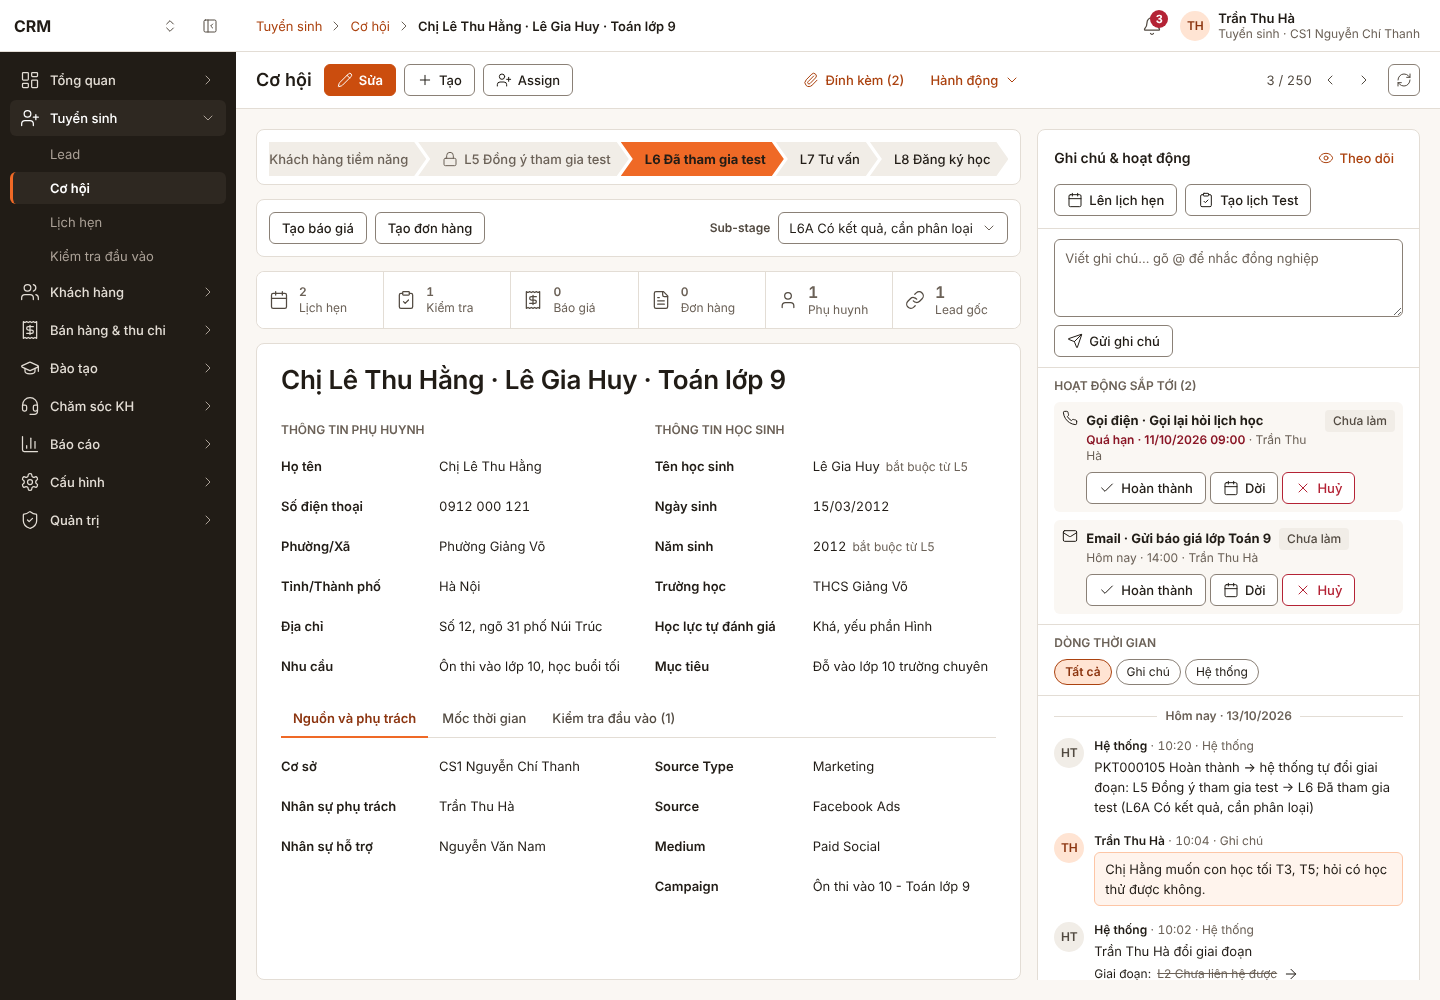 CRM
Tuyển sinh
Cơ hội
Chị Lê Thu Hằng · Lê Gia Huy · Toán lớp 9
3
TH
Trần Thu Hà
Tuyển sinh · CS1 Nguyễn Chí Thanh
Tổng quan
Tuyển sinh
Lead
Cơ hội
Lịch hẹn
Kiểm tra đầu vào
Khách hàng
Bán hàng & thu chi
Đào tạo
Chăm sóc KH
Báo cáo
Cấu hình
Quản trị
Cơ hội
Sửa
Tạo
Assign
Đính kèm (2)
Hành động
3 / 250
Khách hàng tiềm năng
L5 Đồng ý tham gia test
L6 Đã tham gia test
L7 Tư vấn
L8 Đăng ký học
Tạo báo giá
Tạo đơn hàng
Sub-stage
L6A Có kết quả, cần phân loại
2
Lịch hẹn
1
Kiểm tra
0
Báo giá
0
Đơn hàng
1
Phụ huynh
1
Lead gốc
Chị Lê Thu Hằng · Lê Gia Huy · Toán lớp 9
THÔNG TIN PHỤ HUYNH
Họ tên Chị Lê Thu Hằng
Số điện thoại 0912 000 121
Phường/Xã Phường Giảng Võ
Tỉnh/Thành phố Hà Nội
Địa chỉ Số 12, ngõ 31 phố Núi Trúc
Nhu cầu Ôn thi vào lớp 10, học buổi tối
THÔNG TIN HỌC SINH
Tên học sinh Lê Gia Huy bắt buộc từ L5
Ngày sinh 15/03/2012
Năm sinh 2012 bắt buộc từ L5
Trường học THCS Giảng Võ
Học lực tự đánh giá Khá, yếu phần Hình
Mục tiêu Đỗ vào lớp 10 trường chuyên
Nguồn và phụ trách
Mốc thời gian
Kiểm tra đầu vào (1)
Cơ sở CS1 Nguyễn Chí Thanh
Nhân sự phụ trách Trần Thu Hà
Nhân sự hỗ trợ Nguyễn Văn Nam
Source Type Marketing
Source Facebook Ads
Medium Paid Social
Campaign Ôn thi vào 10 - Toán lớp 9
Ghi chú & hoạt động
Theo dõi
Lên lịch hẹn
Tạo lịch Test
Viết ghi chú... gõ @ để nhắc đồng nghiệp
Gửi ghi chú
HOẠT ĐỘNG SẮP TỚI (2)
Gọi điện · Gọi lại hỏi lịch học
Chưa làm
Quá hạn · 11/10/2026 09:00 · Trần Thu
Hà
Hoàn thành
Dời
Huỷ
Email · Gửi báo giá lớp Toán 9
Chưa làm
Hôm nay · 14:00 · Trần Thu Hà
Hoàn thành
Dời
Huỷ
DÒNG THỜI GIAN
Tất cả
Ghi chú
Hệ thống
Hôm nay · 13/10/2026
HT
Hệ thống · 10:20 · Hệ thống
PKT000105 Hoàn thành → hệ thống tự đổi giai
đoạn: L5 Đồng ý tham gia test → L6 Đã tham gia
test (L6A Có kết quả, cần phân loại)
TH
Trần Thu Hà · 10:04 · Ghi chú
Chị Hằng muốn con học tối T3, T5; hỏi có học
thử được không.
HT
Hệ thống · 10:02 · Hệ thống
Trần Thu Hà đổi giai đoạn
Giai đoạn: L2 Chưa liên hệ được →